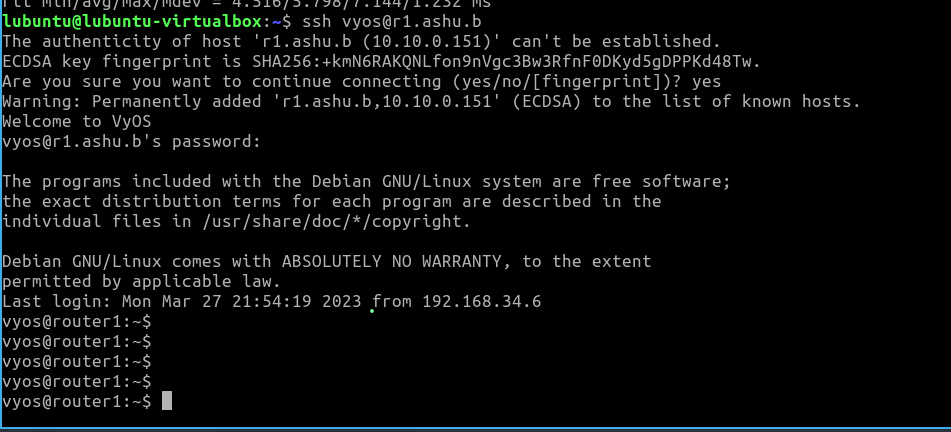 rtt min/avg/max/mdev = 4.516/5.798/7.144/1.232 ms
lubuntu@lubuntu-virtualbox:~$ ssh vyos@r1.ashu.b
The authenticity of host 'r1.ashu.b (10.10.0.151)' can't be established.
ECDSA key fingerprint is SHA256:+kmN6RAKQNLfon9nVgc3Bw3RfnF0DKyd5gDPPKd48Tw.
Are you sure you want to continue connecting (yes/no/[fingerprint])? yes
Warning: Permanently added 'r1.ashu.b,10.10.0.151' (ECDSA) to the list of known hosts.
Welcome to VyOS
vyos@r1.ashu.b's password:
The programs included with the Debian GNU/Linux system are free software;
the exact distribution terms for each program are described in the
individual files in /usr/share/doc/*/copyright.
Debian GNU/Linux comes with ABSOLUTELY NO WARRANTY, to the extent
permitted by applicable law.
Last login: Mon Mar 27 21:54:19 2023 from 192.168.34.6
vyos@router1:~$
vyos@router1:~$
vyos@router1:~$
vyos@router1:~$
vyos@router1:~$